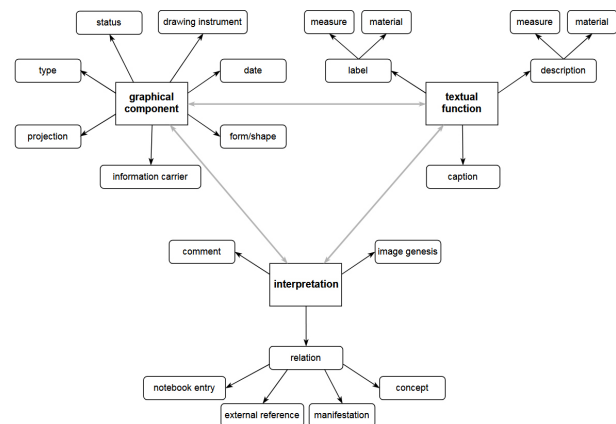 status
drawing instrument
measure
material
measure
material
type
date
label
description
graphical
component
textual
function
projection
form/shape
information carrier
caption
comment
image genesis
interpretation
relation
notebook entry
concept
external reference
manifestation